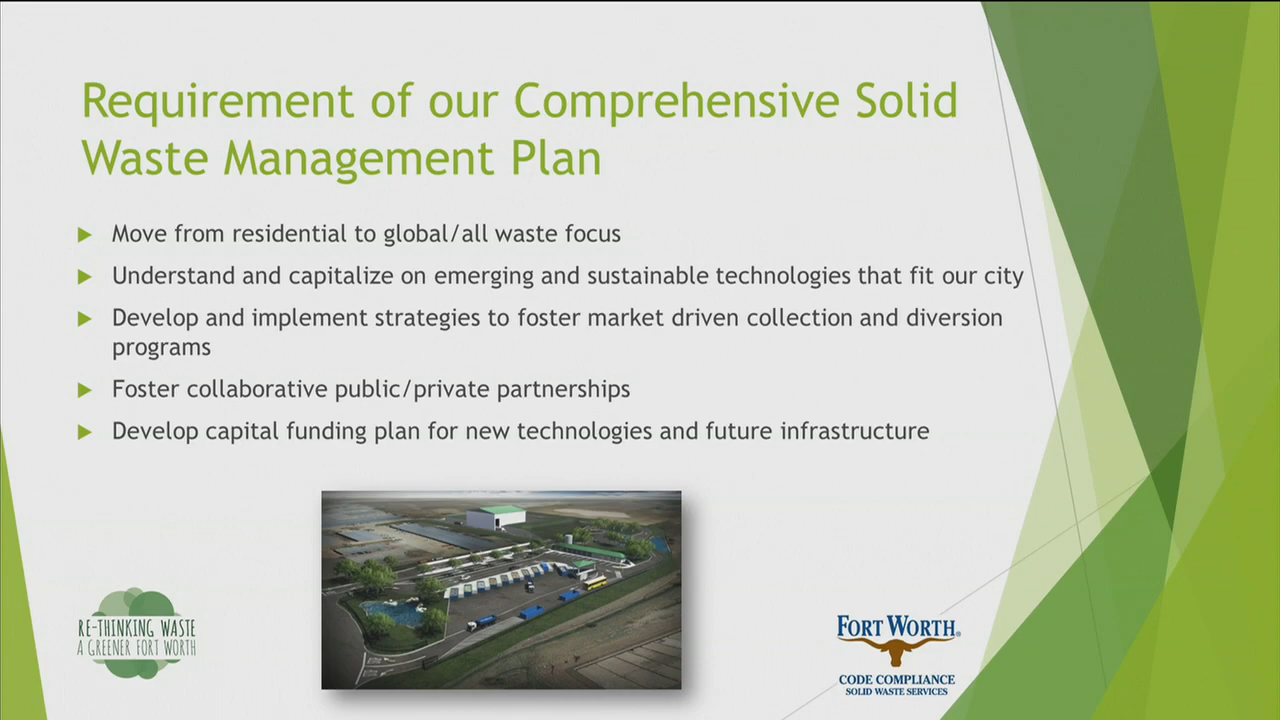 Requirement of our Comprehensive Solid
Waste Management Plan
Move from residential to global/all waste focus
Understand and capitalize on emerging and sustainable technologies that fit our city
Develop and implement strategies to foster market driven collection and diversion
programs
Foster collaborative public/private partnerships
Develop capital funding plan for new technologies and future infrastructure
RE-THINKING WASTE
A GREENER FORT WORTH
FORT WORTH®
CODE COMPLIANCE
SOLID WASTE SERVICES